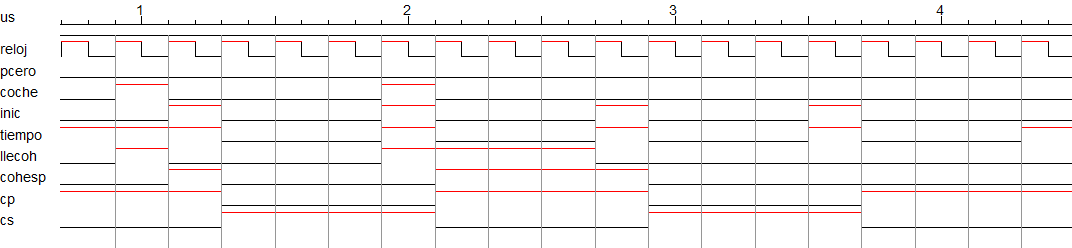 us 1 2 3 4
reloj
pcero
coche
inic
tiempo
llecoh
cohesp
cp
cs